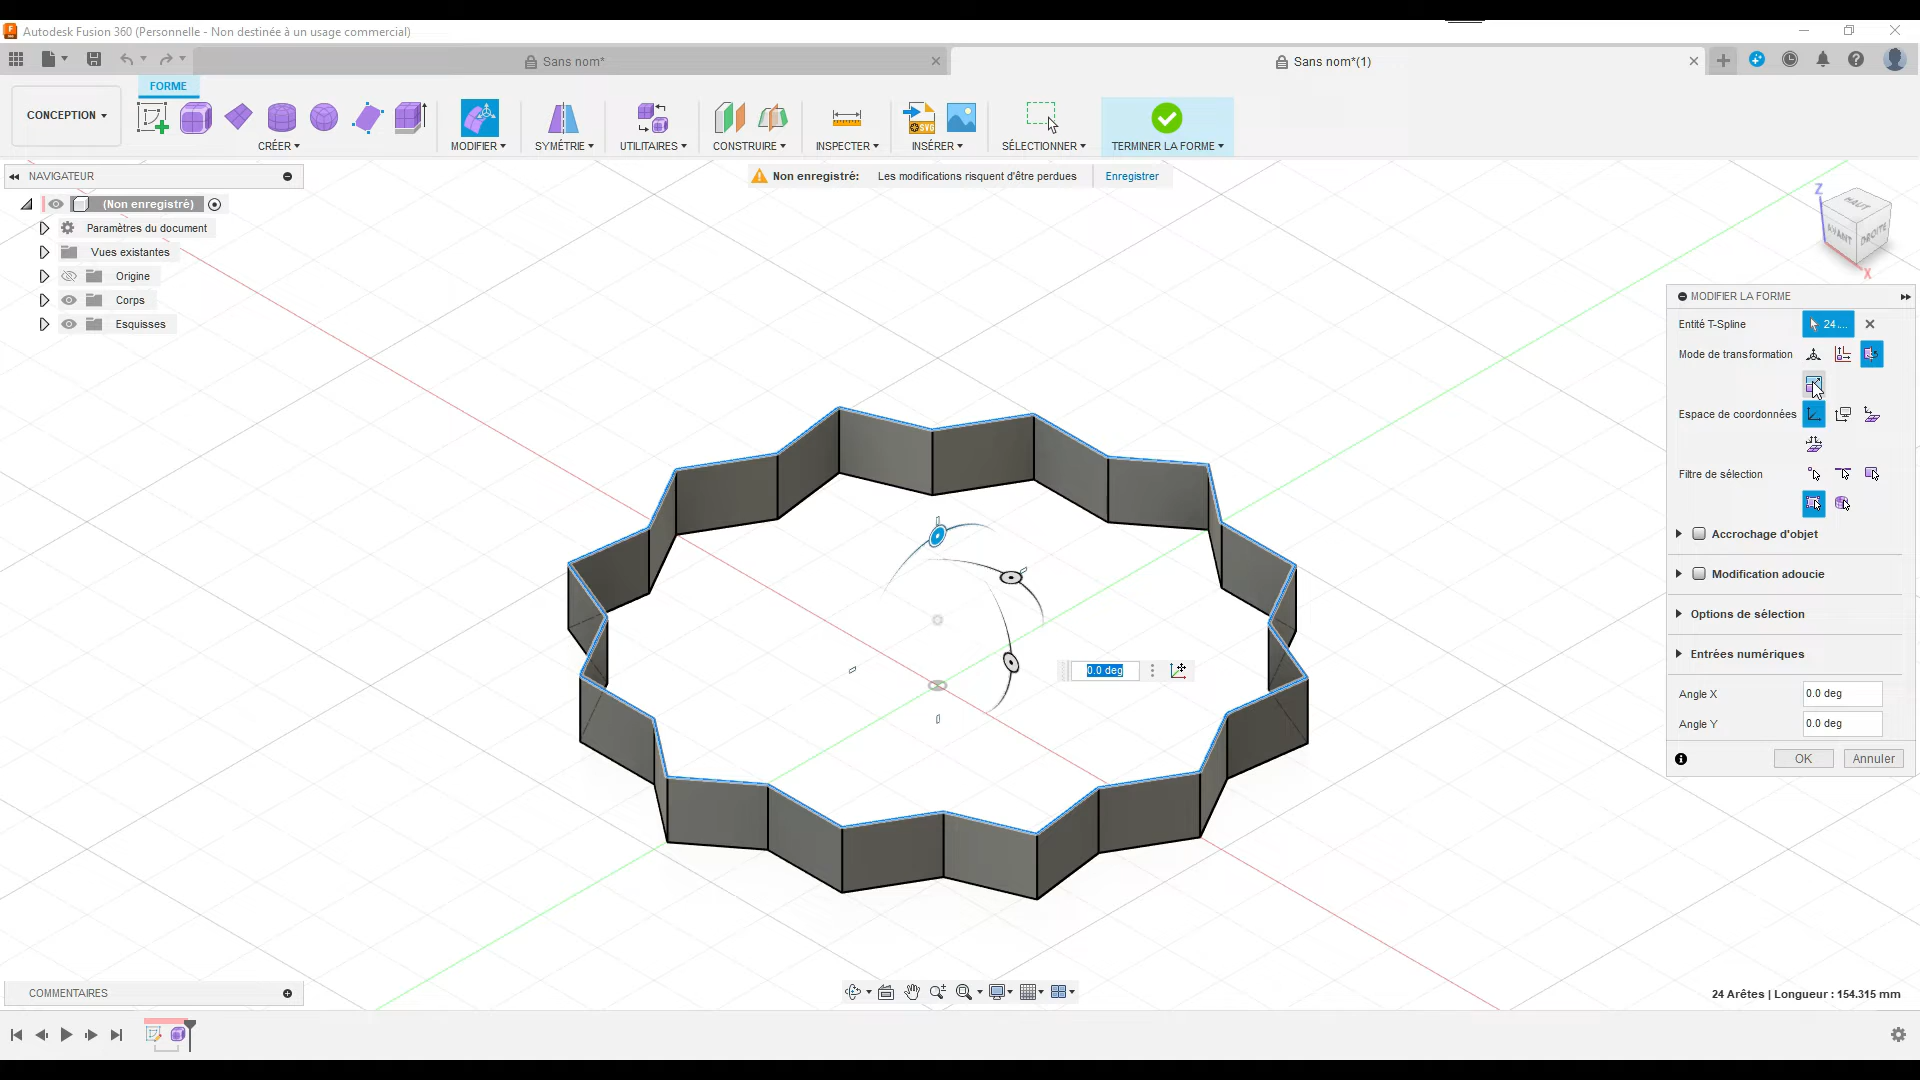 Autodesk Fusion 360 (Personnelle - Non destinée à un usage commercial)
Sans nom*
Sans nom*(1)
FORME
CONCEPTION
CRÉER
MODIFIER
SYMÉTRIE
UTILITAIRES
CONSTRUIRE
INSPECTER
INSÉRER
SÉLECTIONNER
TERMINER LA FORME
SVG
NAVIGATEUR
Non enregistré: Les modifications risquent d'être perdues Enregistrer
(Non enregistré)
Paramètres du document
Vues existantes
Origine
Corps
Esquisses
Z
HAUT
AVANT
DROITE
X
MODIFIER LA FORME
Entité T-Spline 24...
Mode de transformation
Espace de coordonnées
Filtre de sélection
Accrochage d'objet
Modification adoucie
Options de sélection
Entrées numériques
0.0 deg
Angle X 0.0 deg
Angle Y 0.0 deg
OK Annuler
COMMENTAIRES
24 Arêtes | Longueur : 154.315 mm